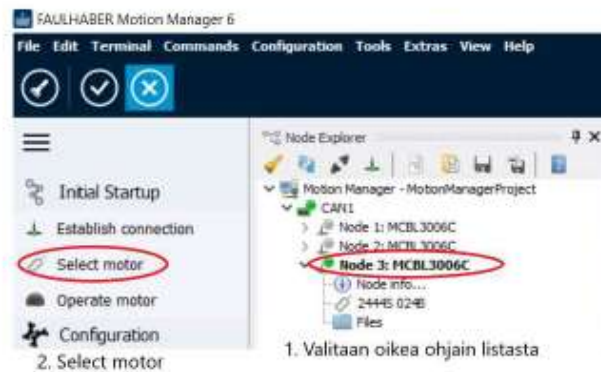 FAULHABER Motion Manager 6
File Edit Terminal Commands Configuration Tools Extras View Help
Node Explorer
Initial Startup
Establish connection
Select motor
Operate motor
Configuration
2. Select motor
Motion Manager - MotionManagerProject
CAN1
Node 1: MCBL3006C
Node 2: MCBL3006C
Node 3: MCBL3006C
Node info...
2444S 024B
Files
1. Valitaan oikea ohjain listasta